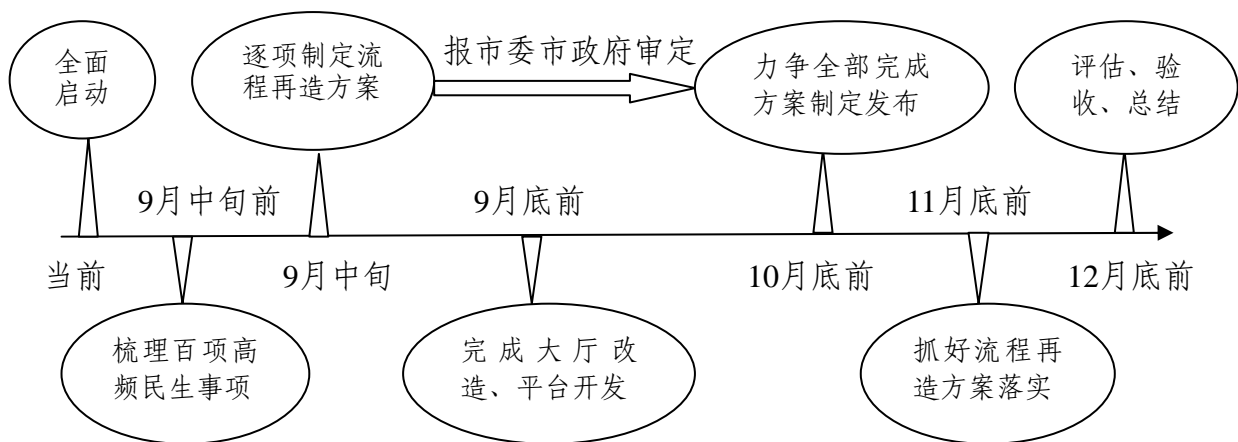 全面
启动
逐项制定流
程再造方案
报市委市政府审定
力争全部完成
方案制定发布
评估、验
收、总结
9月中旬前
9月底前
11月底前
当前
9月中旬
10月底前
12月底前
梳理百项高
频民生事项
完成大厅改
造、平台开发
抓好流程再
造方案落实